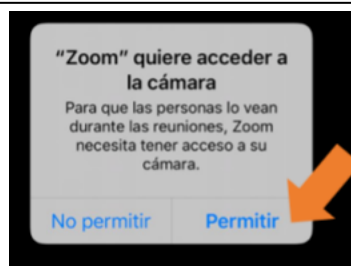 “Zoom” quiere acceder a
la cámara
Para que las personas lo vean
durante las reuniones, Zoom
necesita tener acceso a su
cámara.
No permitir
Permitir